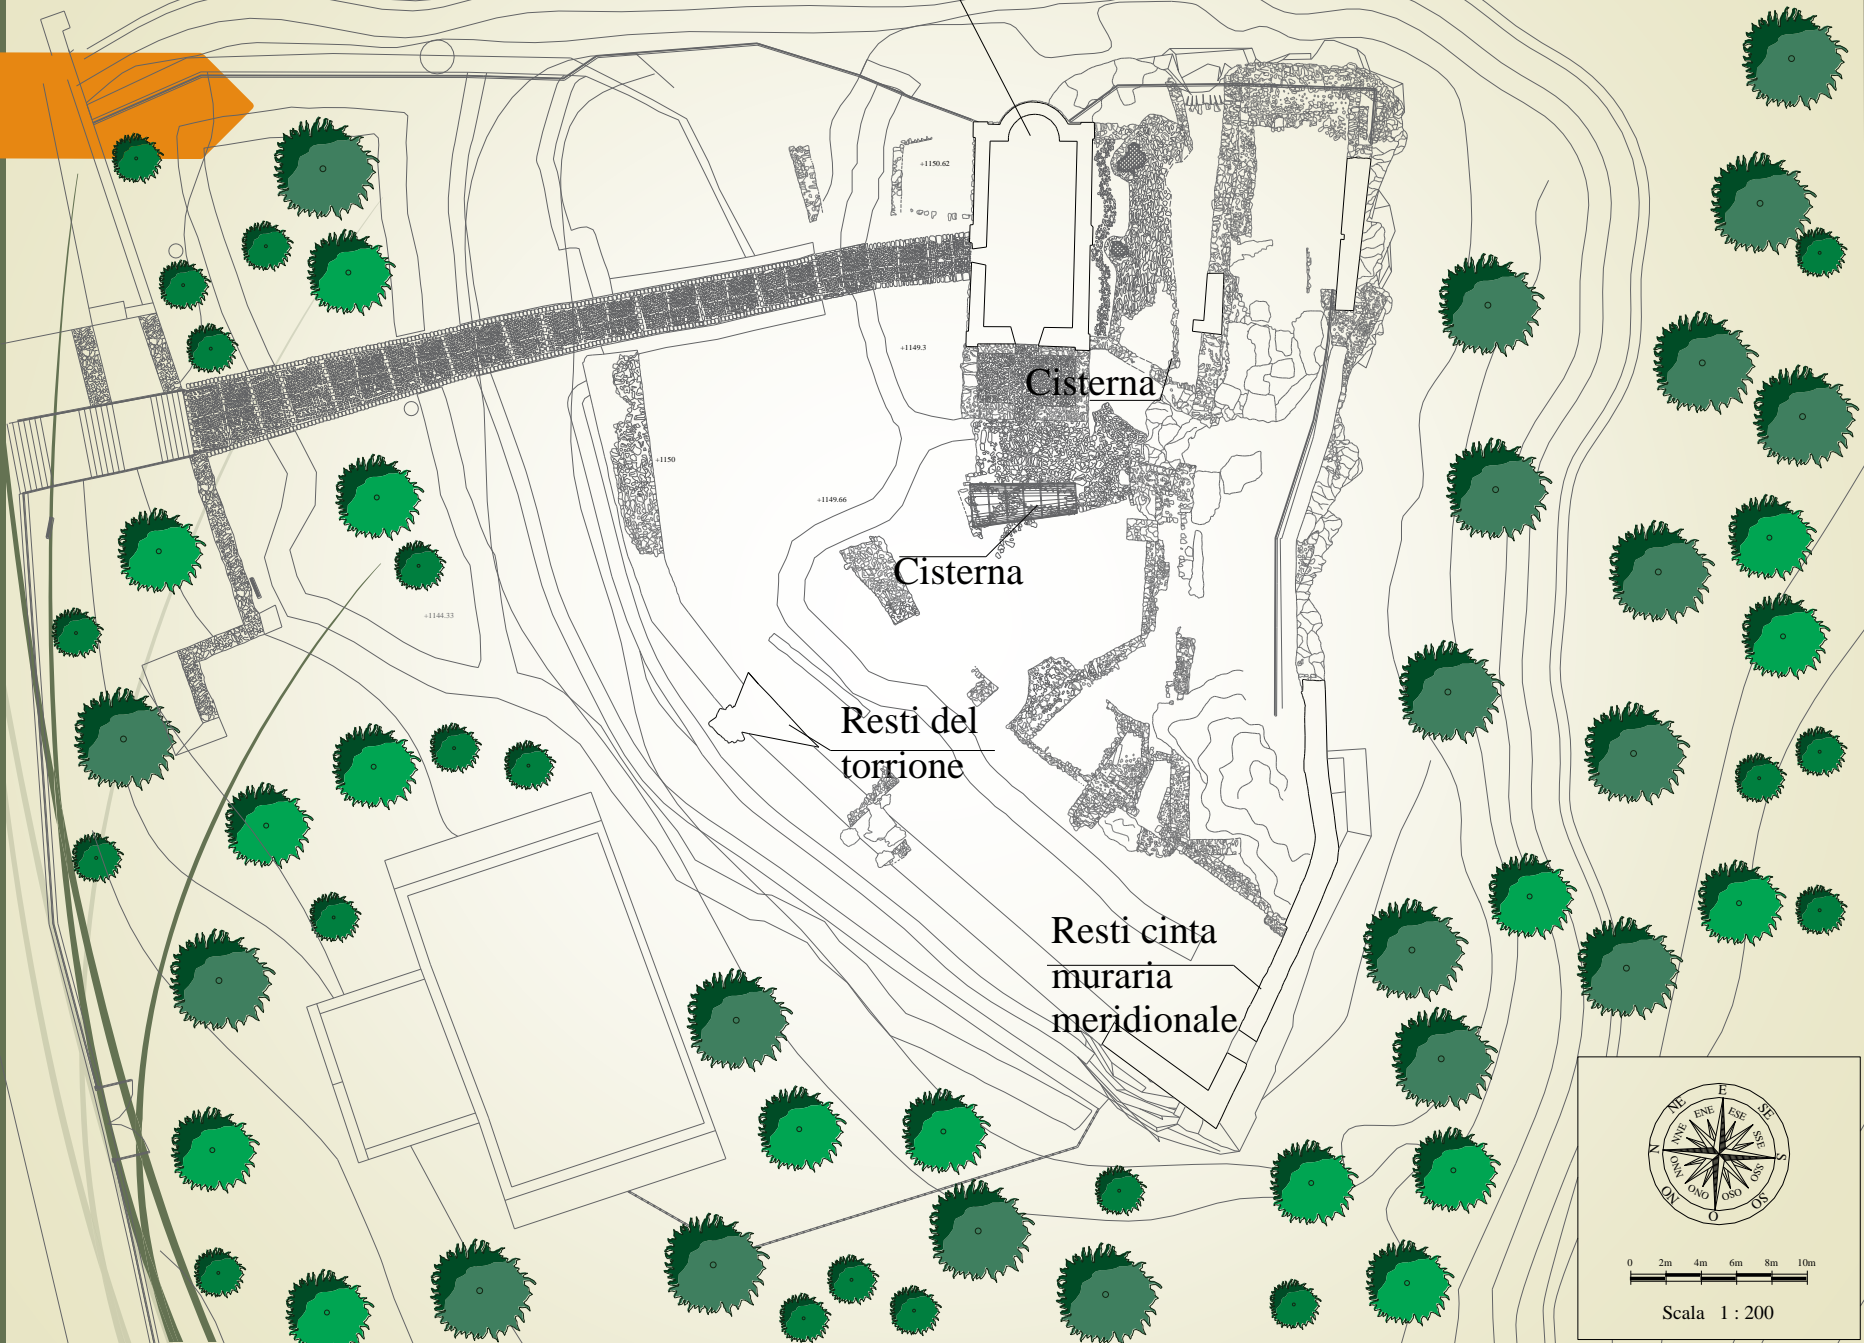 +1150.62
+1149.3
Cisterna
+1150
+1149.66
Cisterna
+1144.33
Resti del
torrione
Resti cinta
muraria
meridionale
E
NE
SE
ENE
ESE
NNE
SSE
N
S
NNO
SSO
ONO
OSO
NO
SO
O
0 2m 4m 6m 8m 10m
Scala 1 : 200